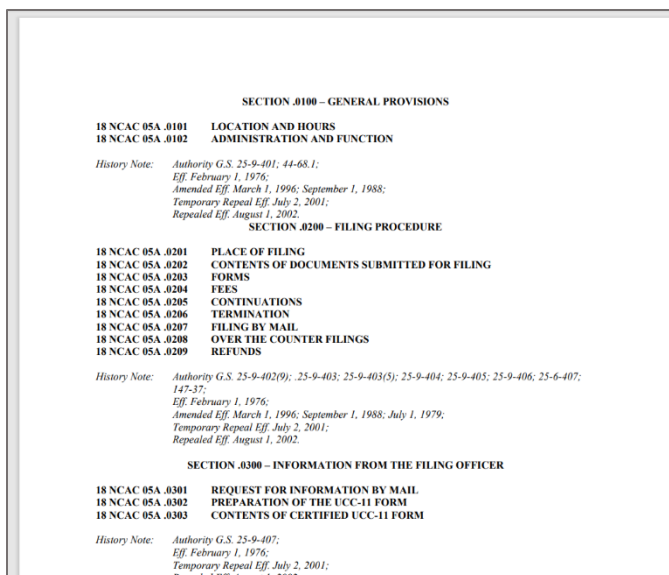 SECTION .0100 – GENERAL PROVISIONS
18 NCAC 05A .0101 LOCATION AND HOURS
18 NCAC 05A .0102 ADMINISTRATION AND FUNCTION
History Note: Authority G.S. 25-9-401; 44-68.1;
Eff. February 1, 1976;
Amended Eff. March 1, 1996; September 1, 1988;
Temporary Repeal Eff. July 2, 2001;
Repealed Eff. August 1, 2002.
SECTION .0200 – FILING PROCEDURE
18 NCAC 05A .0201 PLACE OF FILING
18 NCAC 05A .0202 CONTENTS OF DOCUMENTS SUBMITTED FOR FILING
18 NCAC 05A .0203 FORMS
18 NCAC 05A .0204 FEES
18 NCAC 05A .0205 CONTINUATIONS
18 NCAC 05A .0206 TERMINATION
18 NCAC 05A .0207 FILING BY MAIL
18 NCAC 05A .0208 OVER THE COUNTER FILINGS
18 NCAC 05A .0209 REFUNDS
History Note: Authority G.S. 25-9-402(9); .25-9-403; 25-9-403(5); 25-9-404; 25-9-405; 25-9-406; 25-6-407;
147-37;
Eff. February 1, 1976;
Amended Eff. March 1, 1996; September 1, 1988; July 1, 1979;
Temporary Repeal Eff. July 2, 2001;
Repealed Eff. August 1, 2002.
SECTION .0300 – INFORMATION FROM THE FILING OFFICER
18 NCAC 05A .0301 REQUEST FOR INFORMATION BY MAIL
18 NCAC 05A .0302 PREPARATION OF THE UCC-11 FORM
18 NCAC 05A .0303 CONTENTS OF CERTIFIED UCC-11 FORM
History Note: Authority G.S. 25-9-407;
Eff. February 1, 1976;
Temporary Repeal Eff. July 2, 2001;